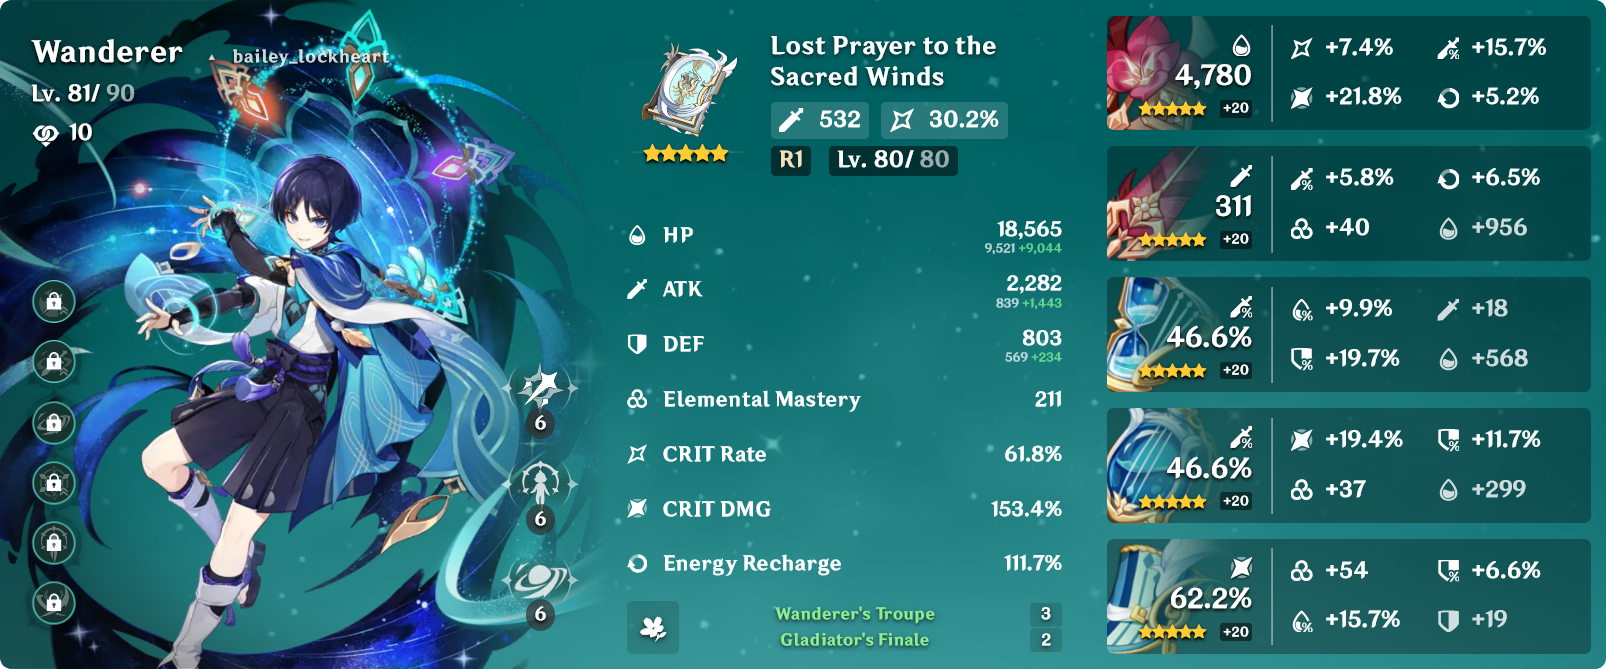 Wanderer
bailey_lockheart
Lv. 81/ 90
10
6
6
6
Lost Prayer to the
Sacred Winds
532 30.2%
R1 Lv. 80/ 80
HP 18,565
9,521 +9,044
ATK 2,282
839 +1,443
DEF 803
569 +234
Elemental Mastery 211
CRIT Rate 61.8%
CRIT DMG 153.4%
Energy Recharge 111.7%
Wanderer's Troupe 3
Gladiator's Finale 2
4,780
+20
+7.4% +15.7%
+21.8% +5.2%
311
+20
+5.8% +6.5%
+40 +956
46.6%
+20
+9.9% +18
+19.7% +568
46.6%
+20
+19.4% +11.7%
+37 +299
62.2%
+20
+54 +6.6%
+15.7% +19